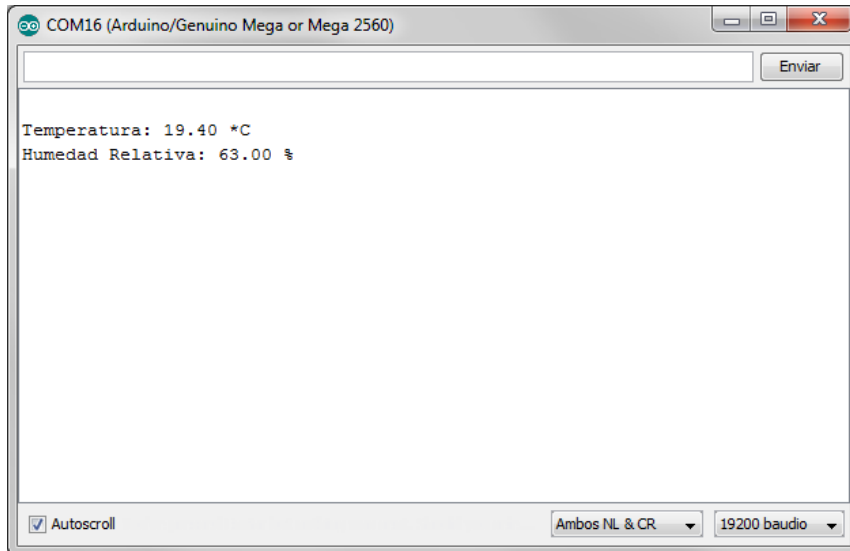 COM16 (Arduino/Genuino Mega or Mega 2560)
Enviar
Temperatura: 19.40 *C
Humedad Relativa: 63.00 %
Autoscroll
Ambos NL & CR
19200 baudio